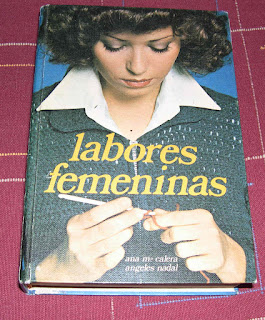 labores
femeninas
ana mª calera
angeles nadal